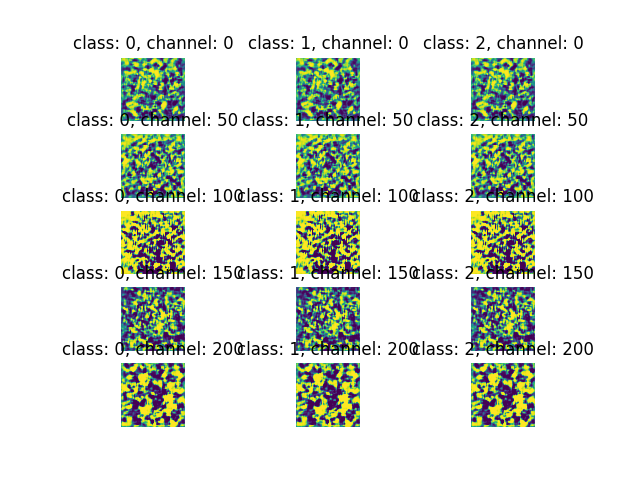 class: 0, channel: 0 class: 1, channel: 0 class: 2, channel: 0
class: 0, channel: 50 class: 1, channel: 50 class: 2, channel: 50
class: 0, channel: 100 class: 1, channel: 100 class: 2, channel: 100
class: 0, channel: 150 class: 1, channel: 150 class: 2, channel: 150
class: 0, channel: 200 class: 1, channel: 200 class: 2, channel: 200